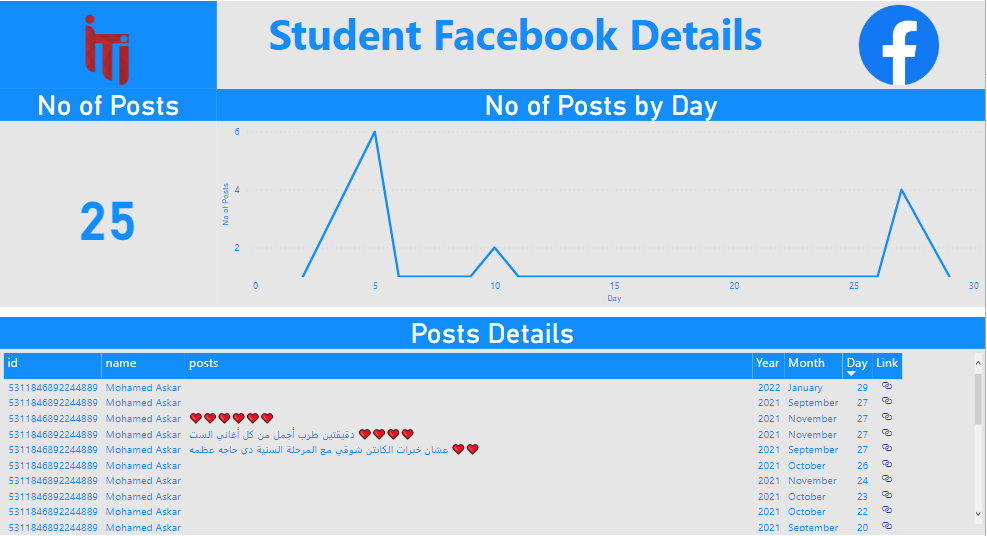 iTi
Student Facebook Details
f
No of Posts
No of Posts by Day
25
No of Posts
6
4
2
0 5 10 15 20 25 30
Day
Posts Details
id name posts Year Month Day Link
5311846892244889 Mohamed Askar 2022 January 29
5311846892244889 Mohamed Askar 2021 September 27
5311846892244889 Mohamed Askar ❤❤❤❤❤❤ 2021 November 27
5311846892244889 Mohamed Askar دقيقتين طرب أجمل من كل أغاني الست ❤❤❤❤ 2021 November 27
5311846892244889 Mohamed Askar عشان خبرات الكابتن شوقي مع المرحلة السنية دي حاجه عظمه ❤❤ 2021 September 27
5311846892244889 Mohamed Askar 2021 October 26
5311846892244889 Mohamed Askar 2021 November 24
5311846892244889 Mohamed Askar 2021 October 23
5311846892244889 Mohamed Askar 2021 October 22
5311846892244889 Mohamed Askar 2021 September 20